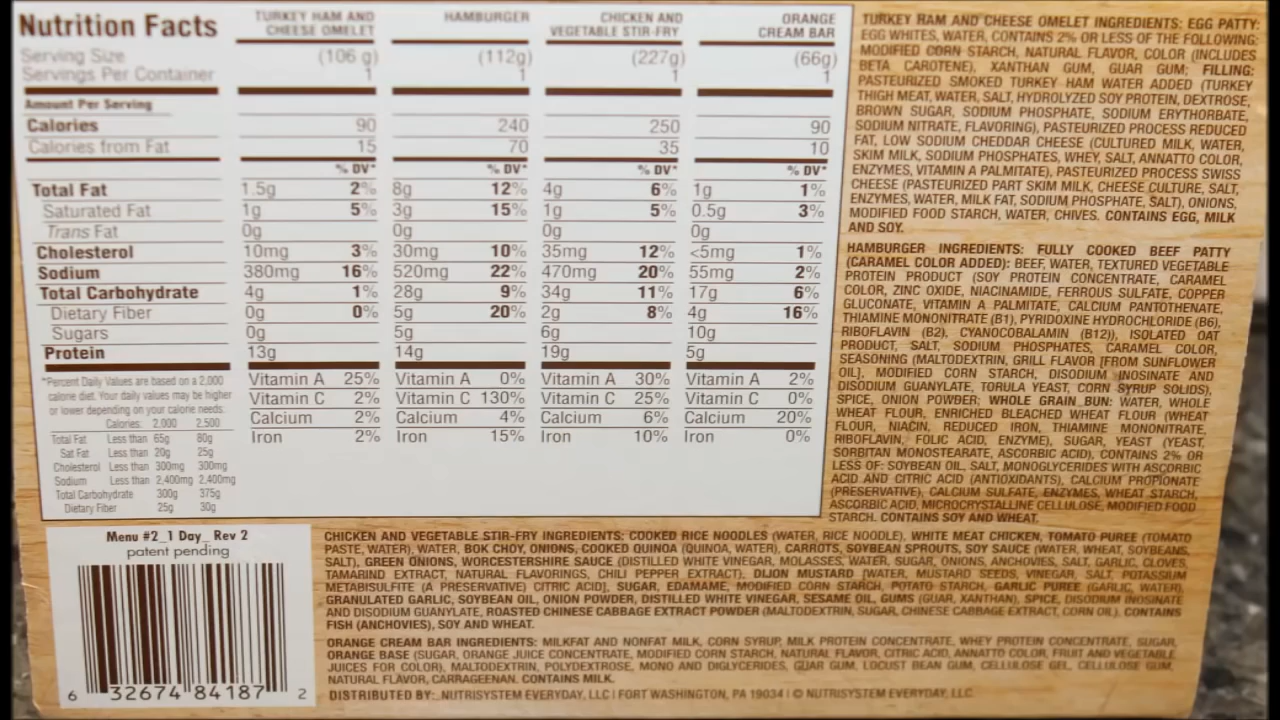 Nutrition Facts
TURKEY HAM AND CHEESE OMELET HAMBURGER CHICKEN AND VEGETABLE STIR-FRY ORANGE CREAM BAR
Serving Size (106 g) (112g) (227g) (66g)
Servings Per Container 1 1 1 1
Amount Per Serving
Calories 90 240 250 90
Calories from Fat 15 70 35 10
% DV* % DV* % DV* % DV*
Total Fat 1.5g 2% 8g 12% 4g 6% 1g 1%
Saturated Fat 1g 5% 3g 15% 1g 5% 0.5g 3%
Trans Fat 0g 0g 0g 0g
Cholesterol 10mg 3% 30mg 10% 35mg 12% <5mg 1%
Sodium 380mg 16% 520mg 22% 470mg 20% 55mg 2%
Total Carbohydrate 4g 1% 28g 9% 34g 11% 17g 6%
Dietary Fiber 0g 0% 5g 20% 2g 8% 4g 16%
Sugars 0g 5g 6g 10g
Protein 13g 14g 19g 5g
Vitamin A 25% Vitamin A 0% Vitamin A 30% Vitamin A 2%
Vitamin C 2% Vitamin C 130% Vitamin C 25% Vitamin C 0%
Calcium 2% Calcium 4% Calcium 6% Calcium 20%
Iron 2% Iron 15% Iron 10% Iron 0%
*Percent Daily Values are based on a 2,000
calorie diet. Your daily values may be higher
or lower depending on your calorie needs:
Calories: 2,000 2,500
Total Fat Less than 65g 80g
Sat Fat Less than 20g 25g
Cholesterol Less than 300mg 300mg
Sodium Less than 2,400mg 2,400mg
Total Carbohydrate 300g 375g
Dietary Fiber 25g 30g
TURKEY HAM AND CHEESE OMELET INGREDIENTS: EGG PATTY:
EGG WHITES, WATER, CONTAINS 2% OR LESS OF THE FOLLOWING:
MODIFIED CORN STARCH, NATURAL FLAVOR, COLOR (INCLUDES
BETA CAROTENE), XANTHAN GUM, GUAR GUM; FILLING:
PASTEURIZED SMOKED TURKEY HAM WATER ADDED (TURKEY
THIGH MEAT, WATER, SALT, HYDROLYZED SOY PROTEIN, DEXTROSE,
BROWN SUGAR, SODIUM PHOSPHATE, SODIUM ERYTHORBATE,
SODIUM NITRATE, FLAVORING), PASTEURIZED PROCESS REDUCED
FAT, LOW SODIUM CHEDDAR CHEESE (CULTURED MILK, WATER,
SKIM MILK, SODIUM PHOSPHATES, WHEY, SALT, ANNATTO COLOR,
ENZYMES, VITAMIN A PALMITATE), PASTEURIZED PROCESS SWISS
CHEESE (PASTEURIZED PART SKIM MILK, CHEESE CULTURE, SALT,
ENZYMES, WATER, MILK FAT, SODIUM PHOSPHATE, SALT), ONIONS,
MODIFIED FOOD STARCH, WATER, CHIVES. CONTAINS EGG, MILK
AND SOY.
HAMBURGER INGREDIENTS: FULLY COOKED BEEF PATTY
(CARAMEL COLOR ADDED): BEEF, WATER, TEXTURED VEGETABLE
PROTEIN PRODUCT (SOY PROTEIN CONCENTRATE, CARAMEL
COLOR, ZINC OXIDE, NIACINAMIDE, FERROUS SULFATE, COPPER
GLUCONATE, VITAMIN A PALMITATE, CALCIUM PANTOTHENATE,
THIAMINE MONONITRATE (B1), PYRIDOXINE HYDROCHLORIDE (B6),
RIBOFLAVIN (B2), CYANOCOBALAMIN (B12)), ISOLATED OAT
PRODUCT, SALT, SODIUM PHOSPHATES, CARAMEL COLOR,
SEASONING (MALTODEXTRIN, GRILL FLAVOR [FROM SUNFLOWER
OIL], MODIFIED CORN STARCH, DISODIUM INOSINATE AND
DISODIUM GUANYLATE, TORULA YEAST, CORN SYRUP SOLIDS),
SPICE, ONION POWDER; WHOLE GRAIN BUN: WATER, WHOLE
WHEAT FLOUR, ENRICHED BLEACHED WHEAT FLOUR (WHEAT
FLOUR, NIACIN, REDUCED IRON, THIAMINE MONONITRATE,
RIBOFLAVIN, FOLIC ACID, ENZYME), SUGAR, YEAST (YEAST,
SORBITAN MONOSTEARATE, ASCORBIC ACID), CONTAINS 2% OR
LESS OF: SOYBEAN OIL, SALT, MONOGLYCERIDES WITH ASCORBIC
ACID AND CITRIC ACID (ANTIOXIDANTS), CALCIUM PROPIONATE
(PRESERVATIVE), CALCIUM SULFATE, ENZYMES, WHEAT STARCH,
ASCORBIC ACID, MICROCRYSTALLINE CELLULOSE, MODIFIED FOOD
STARCH. CONTAINS SOY AND WHEAT.
Menu #2_1 Day_ Rev 2
patent pending
6 32674 84187 2
CHICKEN AND VEGETABLE STIR-FRY INGREDIENTS: COOKED RICE NOODLES (WATER, RICE NOODLE), WHITE MEAT CHICKEN, TOMATO PUREE (TOMATO
PASTE, WATER), WATER, BOK CHOY, ONIONS, COOKED QUINOA (QUINOA, WATER), CARROTS, SOYBEAN SPROUTS, SOY SAUCE (WATER, WHEAT, SOYBEANS,
SALT), GREEN ONIONS, WORCESTERSHIRE SAUCE (DISTILLED WHITE VINEGAR, MOLASSES, WATER, SUGAR, ONIONS, ANCHOVIES, SALT, GARLIC, CLOVES,
TAMARIND EXTRACT, NATURAL FLAVORINGS, CHILI PEPPER EXTRACT), DIJON MUSTARD [WATER, MUSTARD SEEDS, VINEGAR, SALT, POTASSIUM
METABISULFITE (A PRESERVATIVE) CITRIC ACID], SUGAR, EDAMAME, MODIFIED CORN STARCH, POTATO STARCH, GARLIC PUREE (GARLIC, WATER),
GRANULATED GARLIC, SOYBEAN OIL, ONION POWDER, DISTILLED WHITE VINEGAR, SESAME OIL, GUMS (GUAR, XANTHAN), SPICE, DISODIUM INOSINATE
AND DISODIUM GUANYLATE, ROASTED CHINESE CABBAGE EXTRACT POWDER (MALTODEXTRIN, SUGAR, CHINESE CABBAGE EXTRACT, CORN OIL). CONTAINS
FISH (ANCHOVIES), SOY AND WHEAT.
ORANGE CREAM BAR INGREDIENTS: MILKFAT AND NONFAT MILK, CORN SYRUP, MILK PROTEIN CONCENTRATE, WHEY PROTEIN CONCENTRATE, SUGAR,
ORANGE BASE (SUGAR, ORANGE JUICE CONCENTRATE, MODIFIED CORN STARCH, NATURAL FLAVOR, CITRIC ACID, ANNATTO COLOR, FRUIT AND VEGETABLE
JUICES FOR COLOR), MALTODEXTRIN, POLYDEXTROSE, MONO AND DIGLYCERIDES, GUAR GUM, LOCUST BEAN GUM, CELLULOSE GEL, CELLULOSE GUM,
NATURAL FLAVOR, CARRAGEENAN. CONTAINS MILK.
DISTRIBUTED BY: NUTRISYSTEM EVERYDAY, LLC | FORT WASHINGTON, PA 19034 | © NUTRISYSTEM EVERYDAY, LLC.